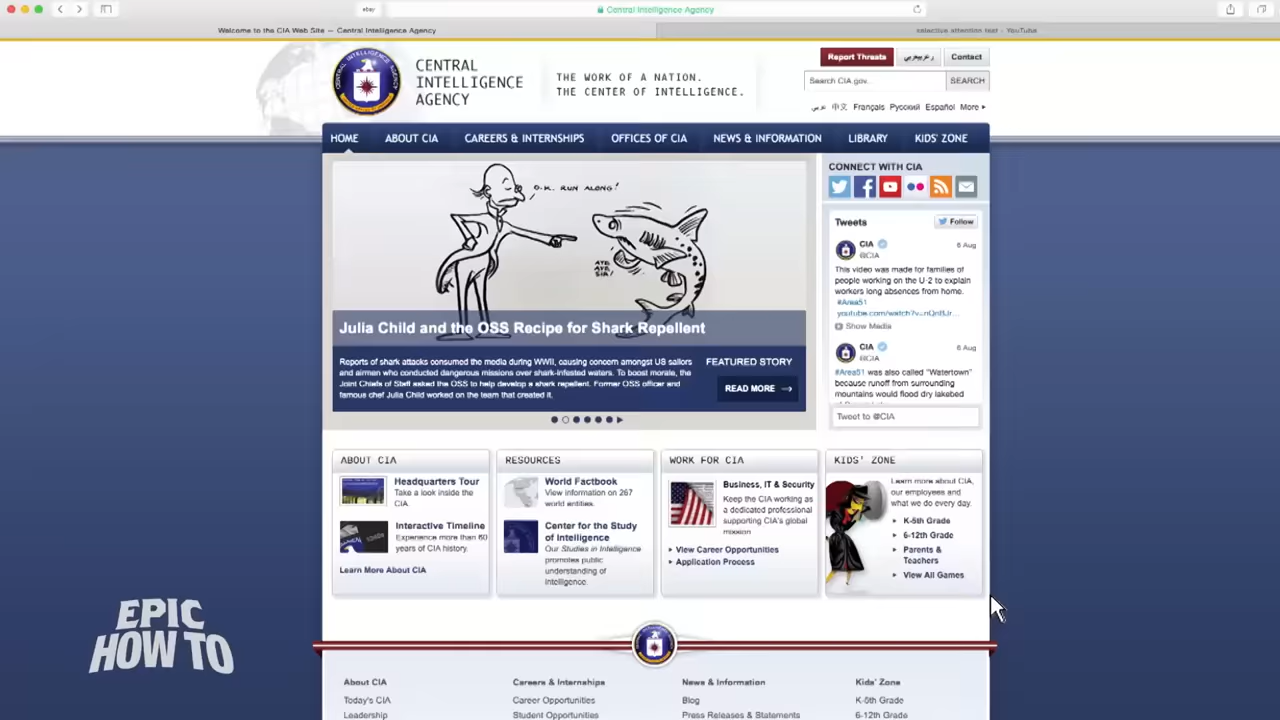 ebay
Central Intelligence Agency
Welcome to the CIA Web Site — Central Intelligence Agency
selective attention test - YouTube
CENTRAL
INTELLIGENCE
AGENCY
THE WORK OF A NATION.
THE CENTER OF INTELLIGENCE.
Report Threats
Contact
Search CIA.gov
SEARCH
عربي 中文 Français Русский Español More
HOME ABOUT CIA CAREERS & INTERNSHIPS OFFICES OF CIA NEWS & INFORMATION LIBRARY KIDS' ZONE
O.K. RUN ALONG!
Julia Child and the OSS Recipe for Shark Repellent
Reports of shark attacks consumed the media during WWII, causing concern amongst US sailors
and airmen who conducted dangerous missions over shark-infested waters. To boost morale, the
Joint Chiefs of Staff asked the OSS to help develop a shark repellent. Former OSS officer and
famous chef Julia Child worked on the team that created it.
FEATURED STORY
READ MORE
CONNECT WITH CIA
Tweets
Follow
CIA
6 Aug
@CIA
This video was made for families of
people working on the U-2 to explain
workers long absences from home.
#Area51
Show Media
CIA
6 Aug
@CIA
#Area51 was also called "Watertown"
because runoff from surrounding
mountains would flood dry lakebed
Tweet to @CIA
ABOUT CIA
Headquarters Tour
Take a look inside the
CIA.
Interactive Timeline
Experience more than 60
years of CIA history.
Learn More About CIA
RESOURCES
World Factbook
View information on 267
world entities.
Center for the Study
of Intelligence
Our Studies in Intelligence
promotes public
understanding of
intelligence.
WORK FOR CIA
Business, IT & Security
Keep the CIA working as
a dedicated professional
supporting CIA's global
mission
View Career Opportunities
Application Process
KIDS' ZONE
Learn more about CIA,
our employees and
what we do every day.
K-5th Grade
6-12th Grade
Parents &
Teachers
View All Games
EPIC
HOW TO
About CIA
Today's CIA
Leadership
Careers & Internships
Career Opportunities
Student Opportunities
News & Information
Blog
Press Releases & Statements
Kids' Zone
K-5th Grade
6-12th Grade